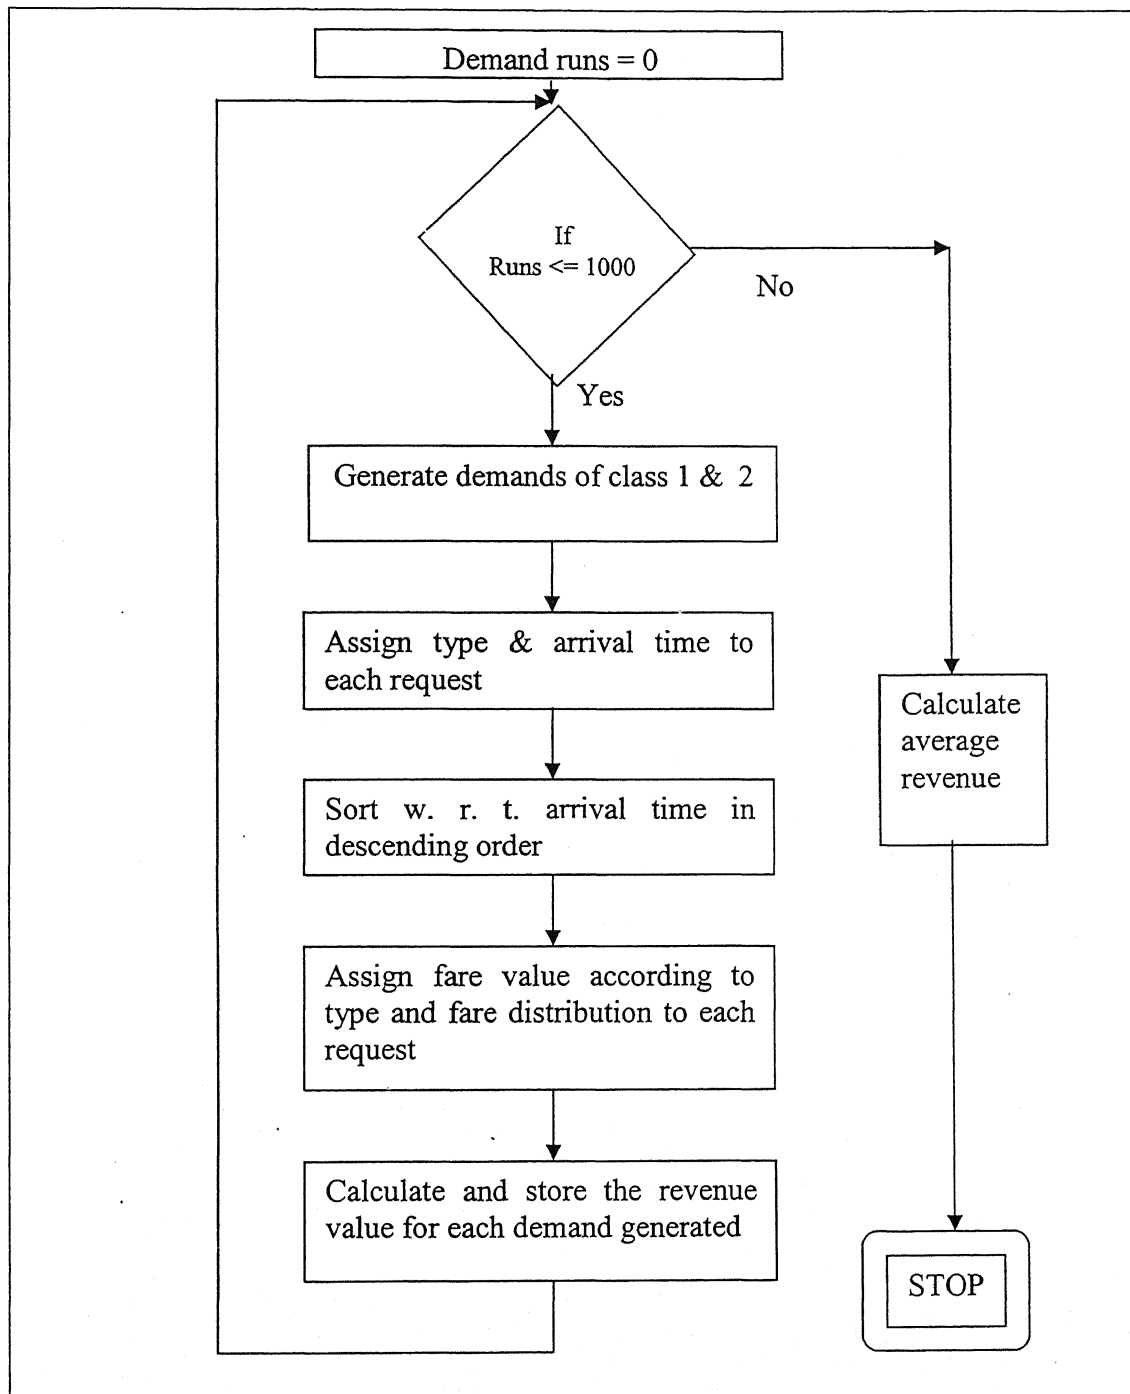 Demand runs = 0
If
Runs <= 1000
No
Yes
Generate demands of class 1 & 2
Assign type & arrival time to
each request
Sort w. r. t. arrival time in
descending order
Assign fare value according to
type and fare distribution to each
request
Calculate and store the revenue
value for each demand generated
Calculate
average
revenue
STOP